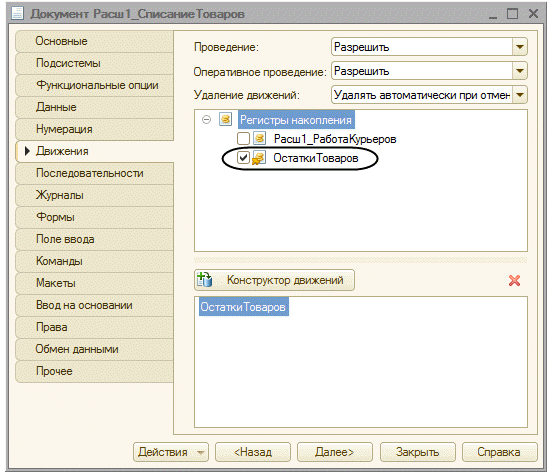 Документ Расш1_СписаниеТоваров
Основные
Подсистемы
Функциональные опции
Данные
Нумерация
Движения
Последовательности
Журналы
Формы
Поле ввода
Команды
Макеты
Ввод на основании
Права
Обмен данными
Прочее
Проведение:
Разрешить
Оперативное проведение:
Разрешить
Удаление движений:
Удалять автоматически при отмен
Регистры накопления
Расш1_РаботаКурьеров
ОстаткиТоваров
Конструктор движений
ОстаткиТоваров
Действия
<Назад
Далее>
Закрыть
Справка